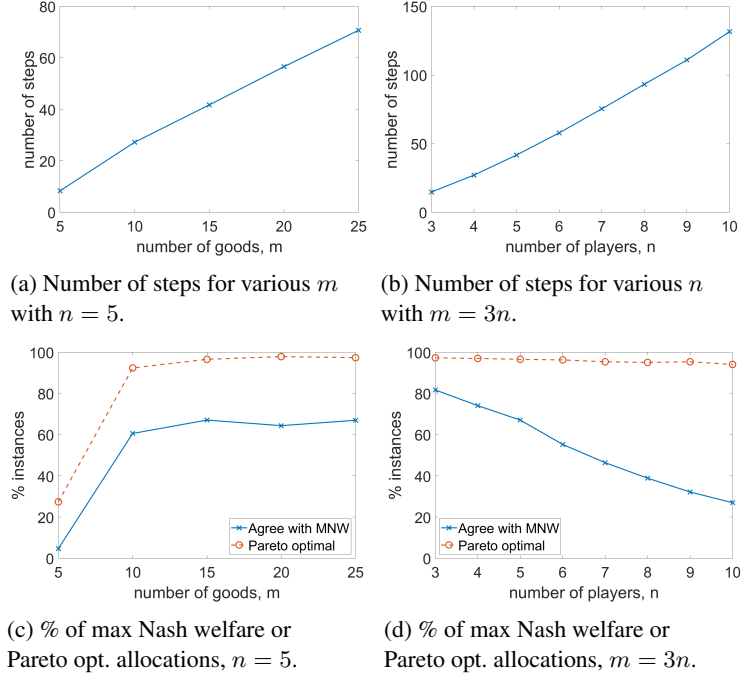 80
60
40
20
0
number of steps
5 10 15 20 25
number of goods, m
150
100
50
0
number of steps
3 4 5 6 7 8 9 10
number of players, n
(a) Number of steps for various m
with n = 5.
(b) Number of steps for various n
with m = 3n.
100
80
60
40
20
0
% instances
Agree with MNW
Pareto optimal
5 10 15 20 25
number of goods, m
100
80
60
40
20
0
% instances
Agree with MNW
Pareto optimal
3 4 5 6 7 8 9 10
number of players, n
(c) % of max Nash welfare or
Pareto opt. allocations, n = 5.
(d) % of max Nash welfare or
Pareto opt. allocations, m = 3n.